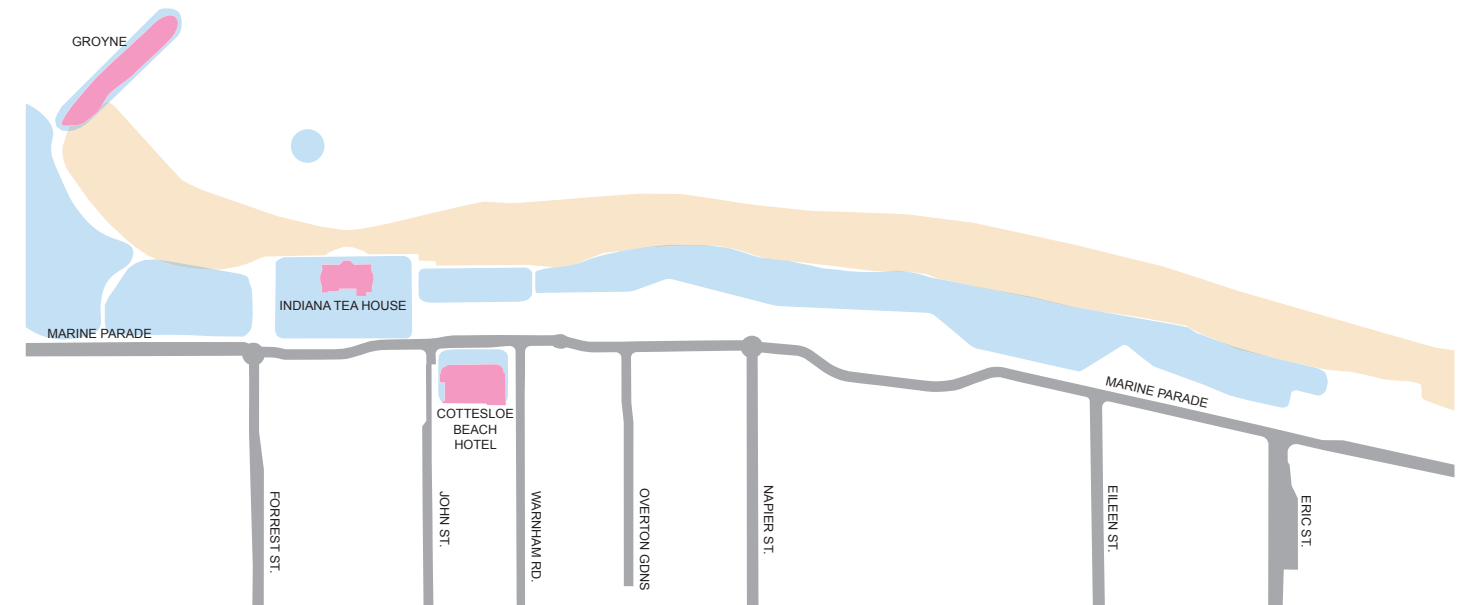 GROYNE
INDIANA TEA HOUSE
MARINE PARADE
MARINE PARADE
COTTESLOE
BEACH
HOTEL
FORREST ST.
JOHN ST.
WARNHAM RD.
OVERTON GDNS
NAPIER ST.
EILEEN ST.
ERIC ST.